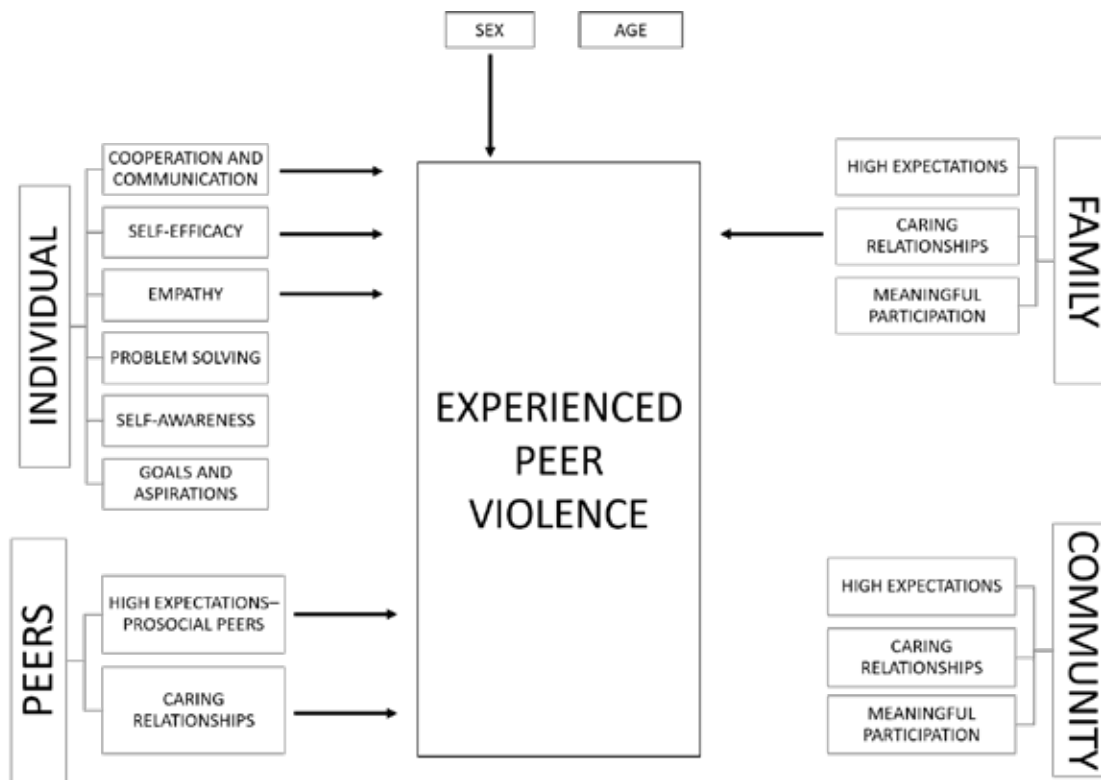 SEX
AGE
INDIVIDUAL
COOPERATION AND
COMMUNICATION
SELF-EFFICACY
EMPATHY
PROBLEM SOLVING
SELF-AWARENESS
GOALS AND
ASPIRATIONS
PEERS
HIGH EXPECTATIONS–
PROSOCIAL PEERS
CARING
RELATIONSHIPS
EXPERIENCED
PEER
VIOLENCE
HIGH EXPECTATIONS
CARING
RELATIONSHIPS
MEANINGFUL
PARTICIPATION
FAMILY
HIGH EXPECTATIONS
CARING
RELATIONSHIPS
MEANINGFUL
PARTICIPATION
COMMUNITY